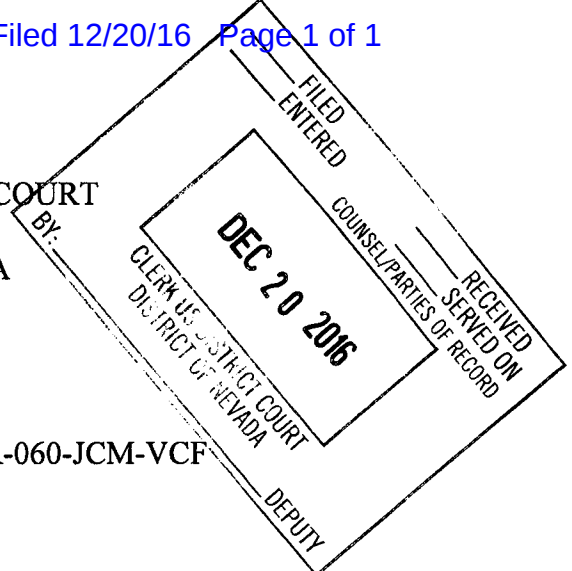 Filed 12/20/16 Page 1 of 1
FILED
ENTERED
RECEIVED
SERVED ON
COUNSEL/PARTIES OF RECORD
COURT
A
DEC 20 2016
CLERK US DISTRICT COURT
DISTRICT OF NEVADA
BY:
DEPUTY
-060-JCM-VCF